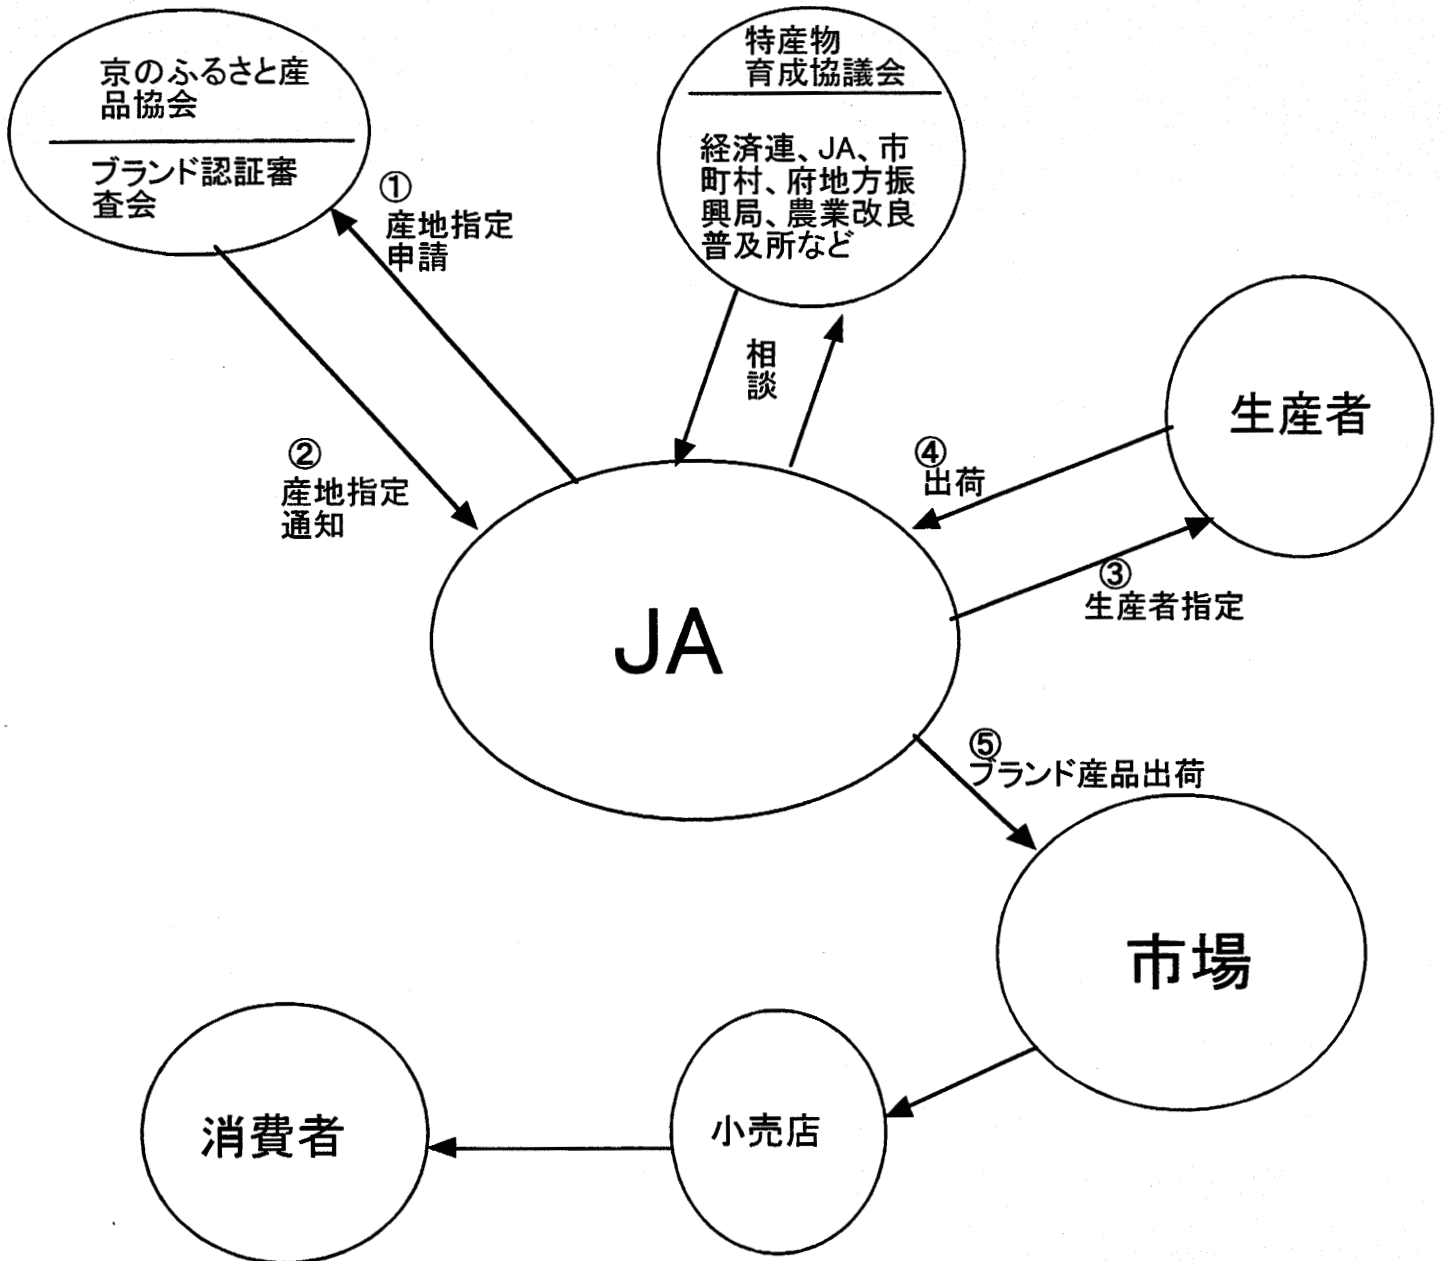 京のふるさと産
品協会
ブランド認証審
査会
特産物
育成協議会
経済連、JA、市
町村、府地方振
興局、農業改良
普及所など
①
産地指定
申請
②
産地指定
通知
相
談
生産者
④
出荷
③
生産者指定
JA
⑤
ブランド産品出荷
市場
小売店
消費者